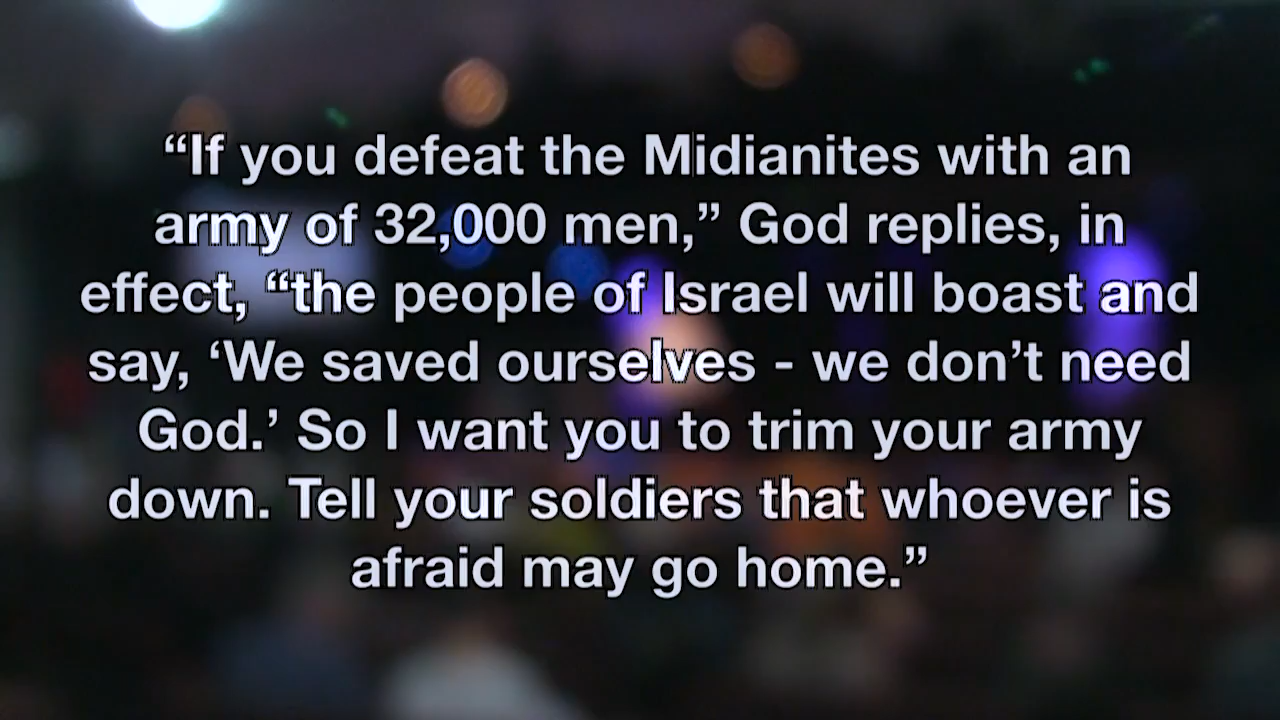 “If you defeat the Midianites with an
army of 32,000 men,” God replies, in
effect, “the people of Israel will boast and
say, ‘We saved ourselves - we don’t need
God.’ So I want you to trim your army
down. Tell your soldiers that whoever is
afraid may go home.”